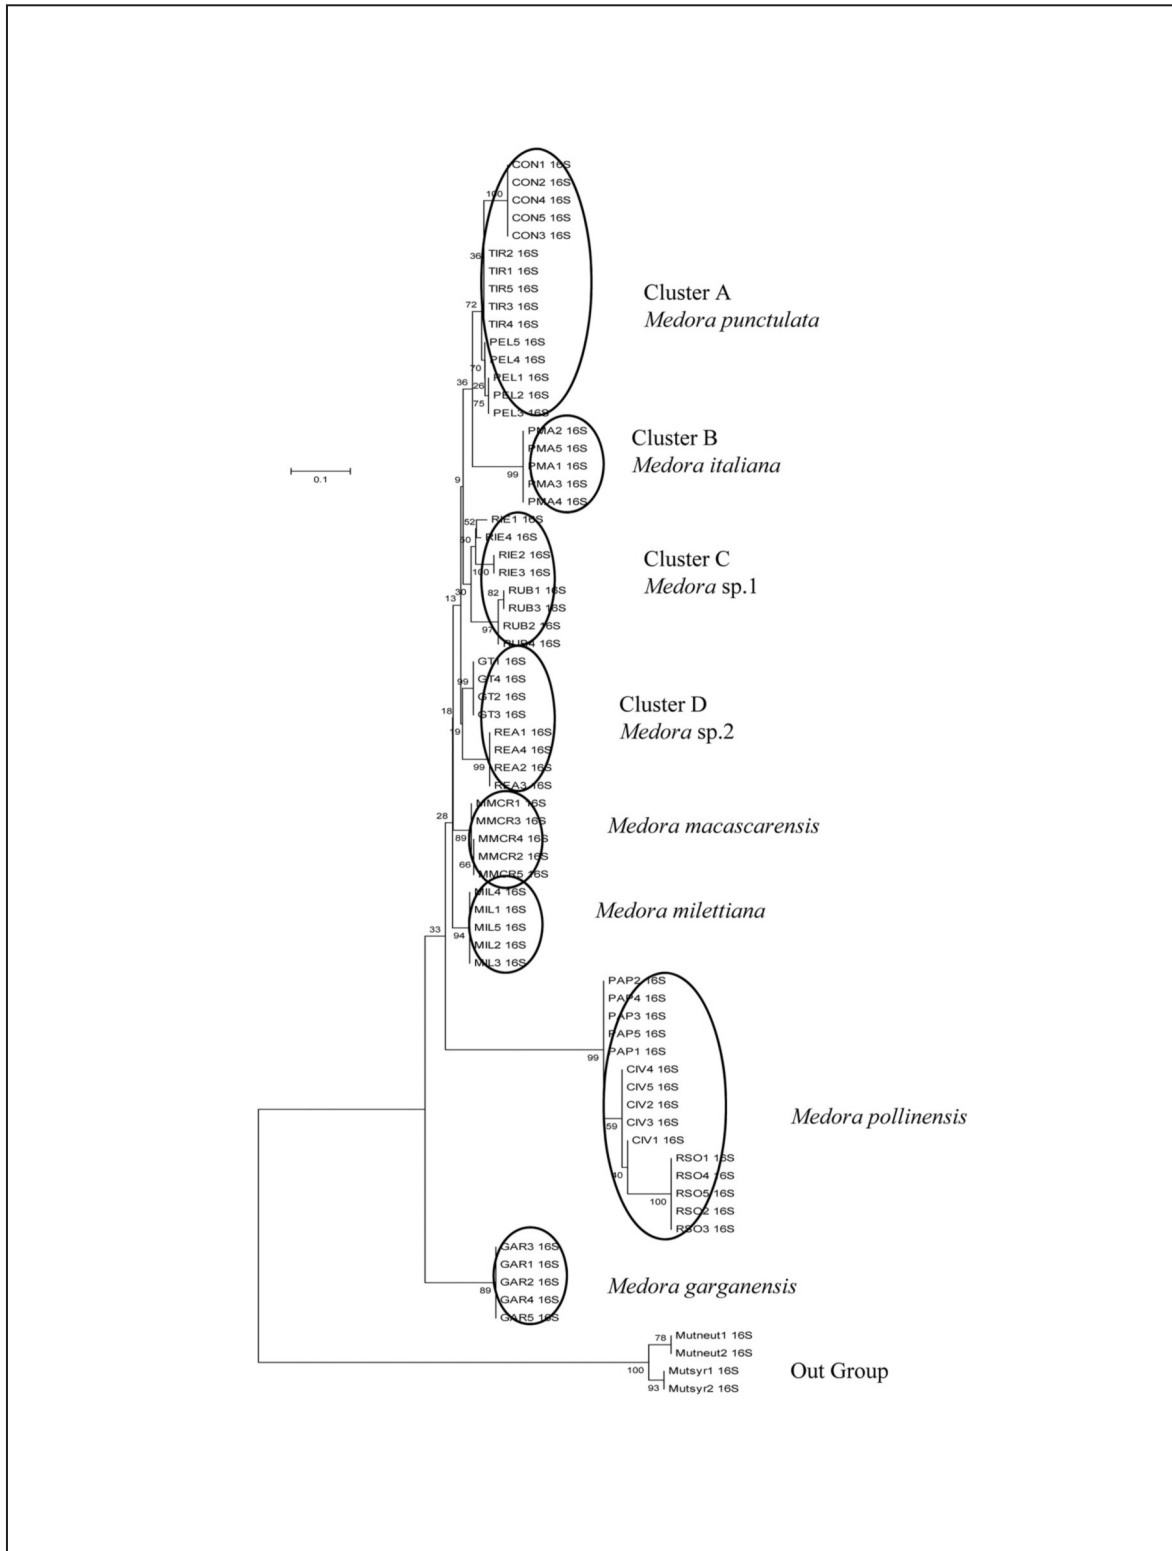 CON1 16S
100
CON2 16S
CON4 16S
CON5 16S
CON3 16S
36
TIR2 16S
TIR1 16S
TIR5 16S
TIR3 16S
TIR4 16S
72
Cluster A
Medora punctulata
PEL5 16S
PEL4 16S
70
PEL1 16S
36
26
PEL2 16S
75
PEL3 16S
PMA2 16S
PMA5 16S
PMA1 16S
99
PMA3 16S
PMA4 16S
Cluster B
Medora italiana
0.1
9
RIE1 16S
52
RIE4 16S
50
RIE2 16S
100
RIE3 16S
Cluster C
Medora sp.1
30
13
82
RUB1 16S
RUB3 16S
RUB2 16S
97
RUB4 16S
GT1 16S
99
GT4 16S
GT2 16S
GT3 16S
18
19
Cluster D
Medora sp.2
REA1 16S
REA4 16S
REA2 16S
99
REA3 16S
MMCR1 16S
28
MMCR3 16S
89
MMCR4 16S
MMCR2 16S
66
MMCR5 16S
Medora macascarensis
MIL4 16S
MIL1 16S
MIL5 16S
94
MIL2 16S
MIL3 16S
Medora milettiana
33
PAP2 16S
PAP4 16S
PAP3 16S
PAP5 16S
PAP1 16S
99
CIV4 16S
CIV5 16S
CIV2 16S
CIV3 16S
59
CIV1 16S
Medora pollinensis
RSO1 16S
40
RSO4 16S
RSO5 16S
100
RSO2 16S
RSO3 16S
GAR3 16S
GAR1 16S
GAR2 16S
89
GAR4 16S
GAR5 16S
Medora garganensis
78
Mutneut1 16S
Mutneut2 16S
100
Mutsyr1 16S
93
Mutsyr2 16S
Out Group